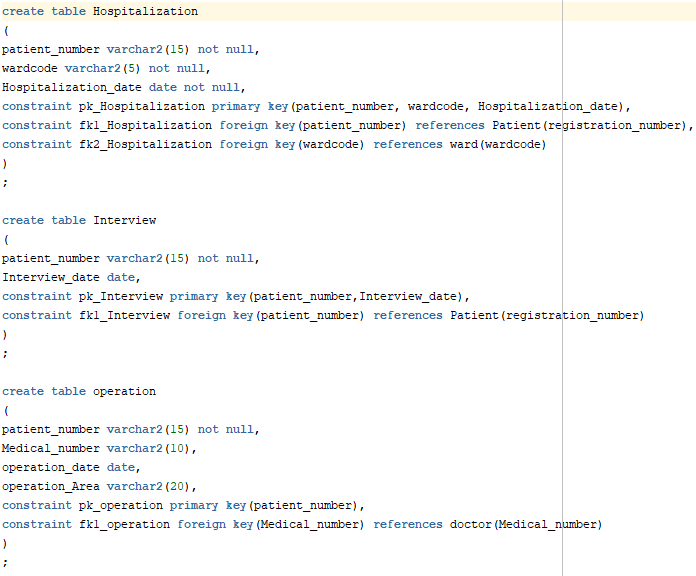 create table Hospitalization
(
patient_number varchar2(15) not null,
wardcode varchar2(5) not null,
Hospitalization_date date not null,
constraint pk_Hospitalization primary key(patient_number, wardcode, Hospitalization_date),
constraint fk1_Hospitalization foreign key(patient_number) references Patient(registration_number),
constraint fk2_Hospitalization foreign key(wardcode) references ward(wardcode)
)
;

create table Interview
(
patient_number varchar2(15) not null,
Interview_date date,
constraint pk_Interview primary key(patient_number,Interview_date),
constraint fk1_Interview foreign key(patient_number) references Patient(registration_number)
)
;

create table operation
(
patient_number varchar2(15) not null,
Medical_number varchar2(10),
operation_date date,
operation_Area varchar2(20),
constraint pk_operation primary key(patient_number),
constraint fk1_operation foreign key(Medical_number) references doctor(Medical_number)
)
;